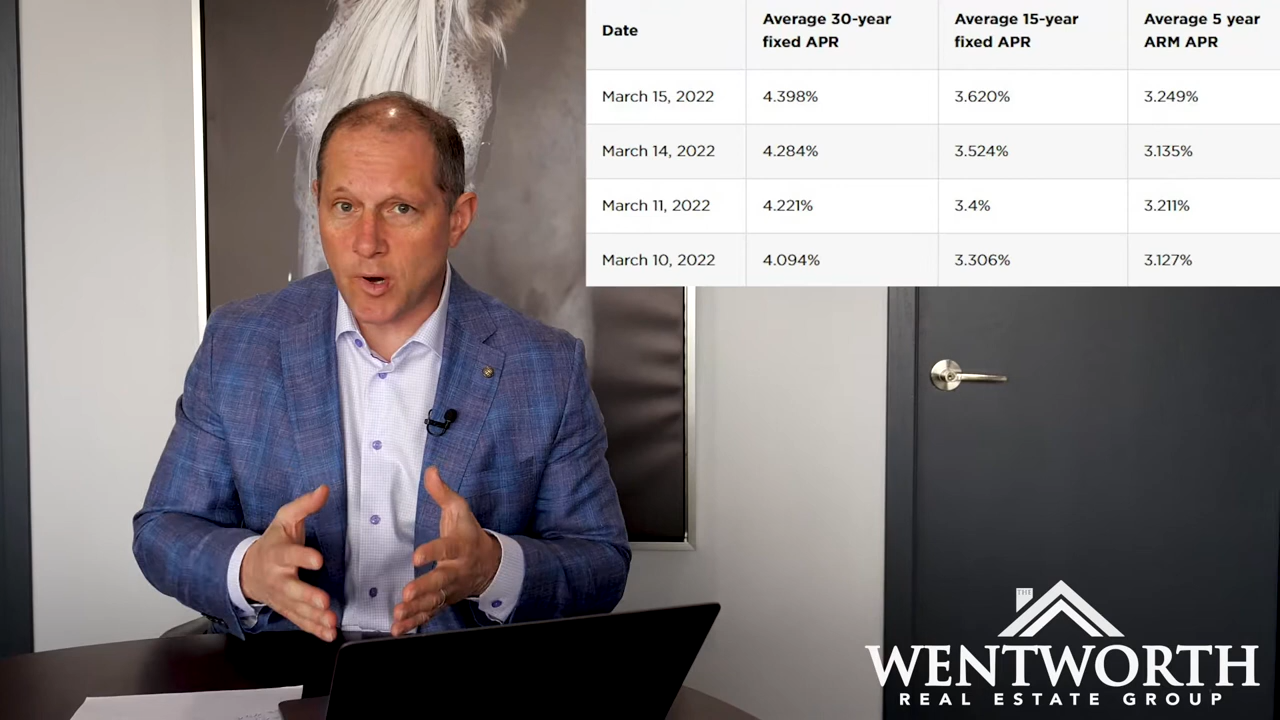 Date
Average 30-year
fixed APR
Average 15-year
fixed APR
Average 5 year
ARM APR
March 15, 2022 4.398% 3.620% 3.249%
March 14, 2022 4.284% 3.524% 3.135%
March 11, 2022 4.221% 3.4% 3.211%
March 10, 2022 4.094% 3.306% 3.127%
THE
WENTWORTH
REAL ESTATE GROUP